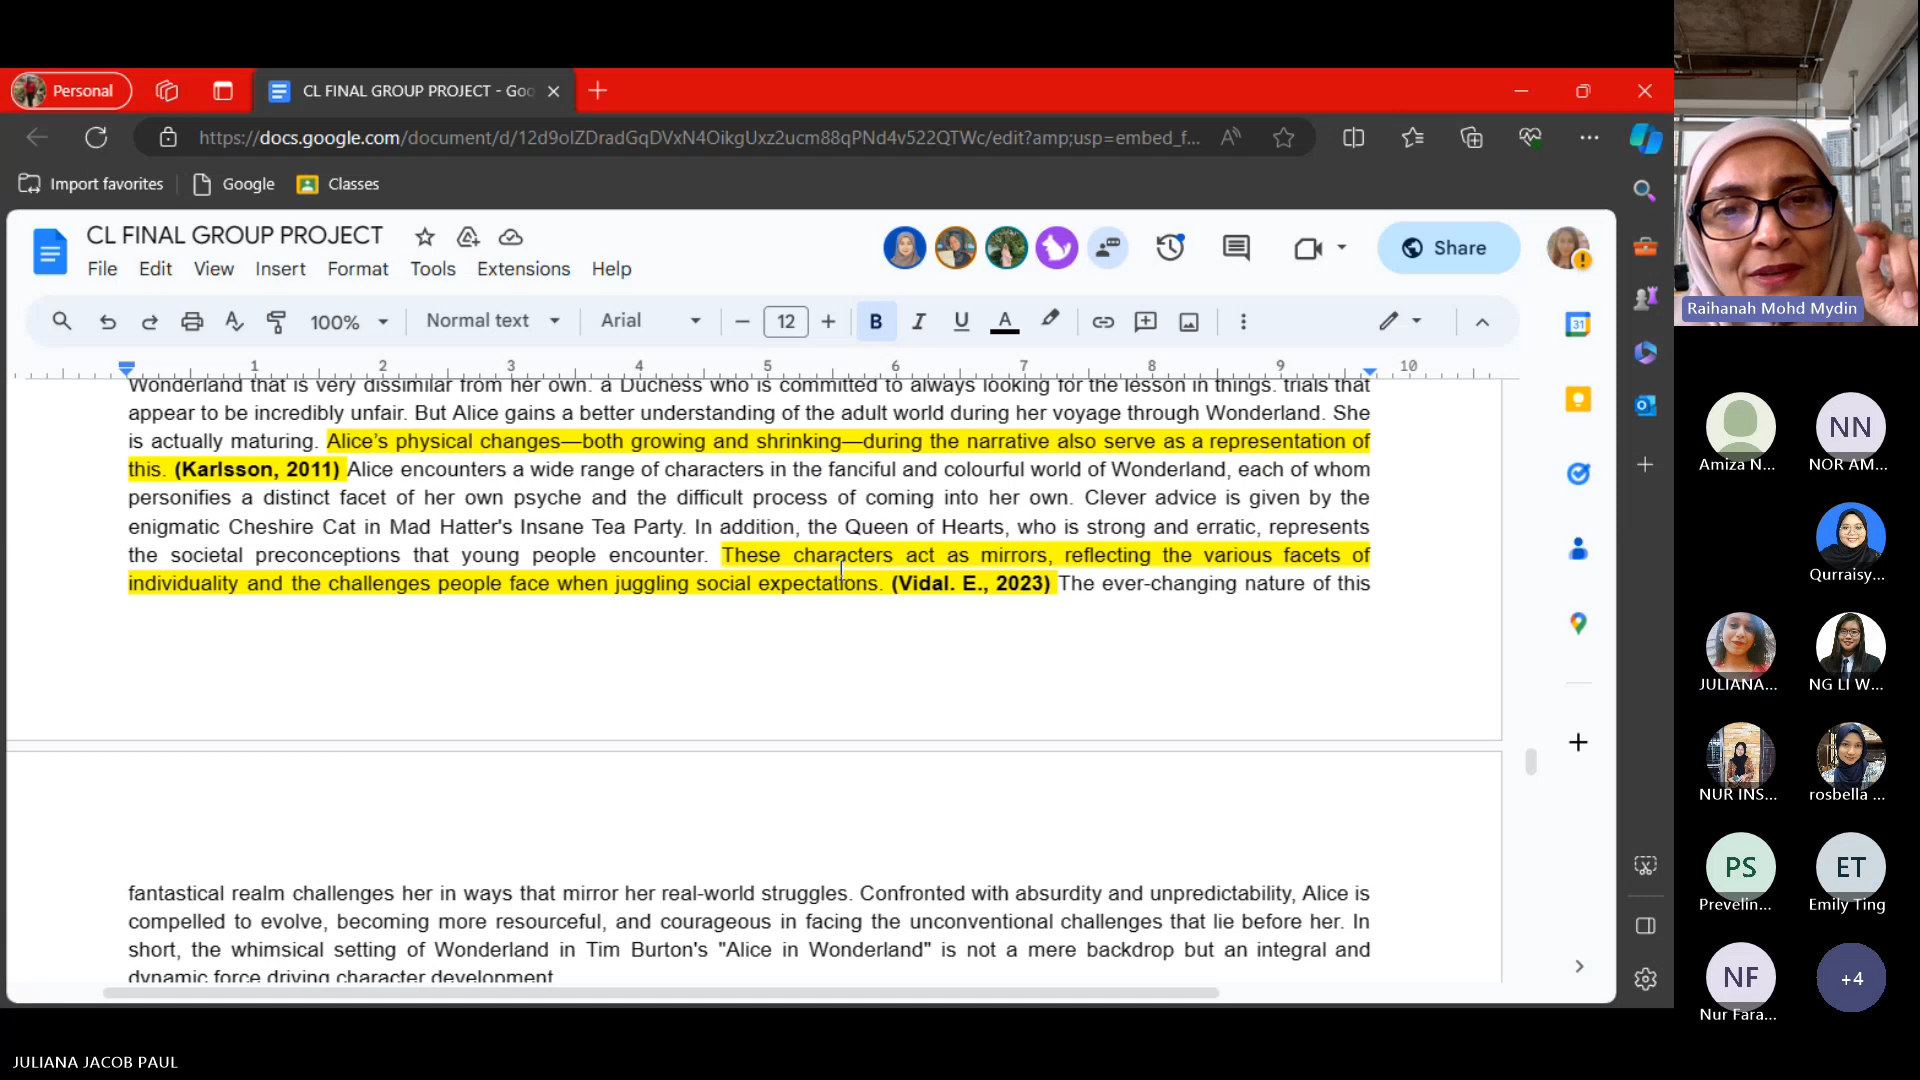 Personal
CL FINAL GROUP PROJECT - Goo
https://docs.google.com/document/d/12d9olZDradGqDVxN4OikgUxz2ucm88qPNd4v522QTWc/edit?amp;usp=embed_f...
Import favorites
Google
Classes
CL FINAL GROUP PROJECT
File Edit View Insert Format Tools Extensions Help
Share
100% Normal text Arial 12 B I U A
1 2 3 4 5 6 7 8 9 10
31
Wonderland that is very dissimilar from her own. a Duchess who is committed to always looking for the lesson in things. trials that
appear to be incredibly unfair. But Alice gains a better understanding of the adult world during her voyage through Wonderland. She
is actually maturing. Alice's physical changes—both growing and shrinking—during the narrative also serve as a representation of
this. (Karlsson, 2011) Alice encounters a wide range of characters in the fanciful and colourful world of Wonderland, each of whom
personifies a distinct facet of her own psyche and the difficult process of coming into her own. Clever advice is given by the
enigmatic Cheshire Cat in Mad Hatter's Insane Tea Party. In addition, the Queen of Hearts, who is strong and erratic, represents
the societal preconceptions that young people encounter. These characters act as mirrors, reflecting the various facets of
individuality and the challenges people face when juggling social expectations. (Vidal. E., 2023) The ever-changing nature of this
fantastical realm challenges her in ways that mirror her real-world struggles. Confronted with absurdity and unpredictability, Alice is
compelled to evolve, becoming more resourceful, and courageous in facing the unconventional challenges that lie before her. In
short, the whimsical setting of Wonderland in Tim Burton's "Alice in Wonderland" is not a mere backdrop but an integral and
dynamic force driving character development
Raihanah Mohd Mydin
Amiza N...
NN
NOR AM...
Qurraisy...
JULIANA...
NG LI W...
NUR INS...
rosbella ...
PS
Prevelin...
ET
Emily Ting
NF
Nur Fara...
+4
JULIANA JACOB PAUL